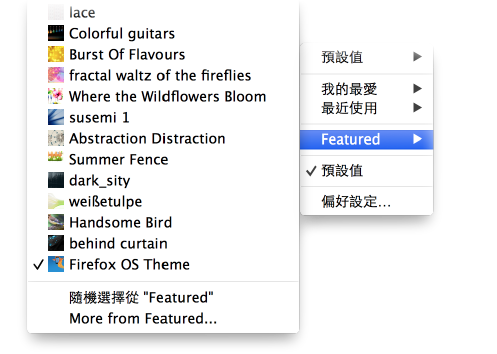 lace
Colorful guitars
Burst Of Flavours
fractal waltz of the fireflies
Where the Wildflowers Bloom
susemi 1
Abstraction Distraction
Summer Fence
dark_sity
weißetulpe
Handsome Bird
behind curtain
Firefox OS Theme
隨機選擇從 "Featured"
More from Featured...
預設值
我的最愛
最近使用
Featured
預設值
偏好設定...